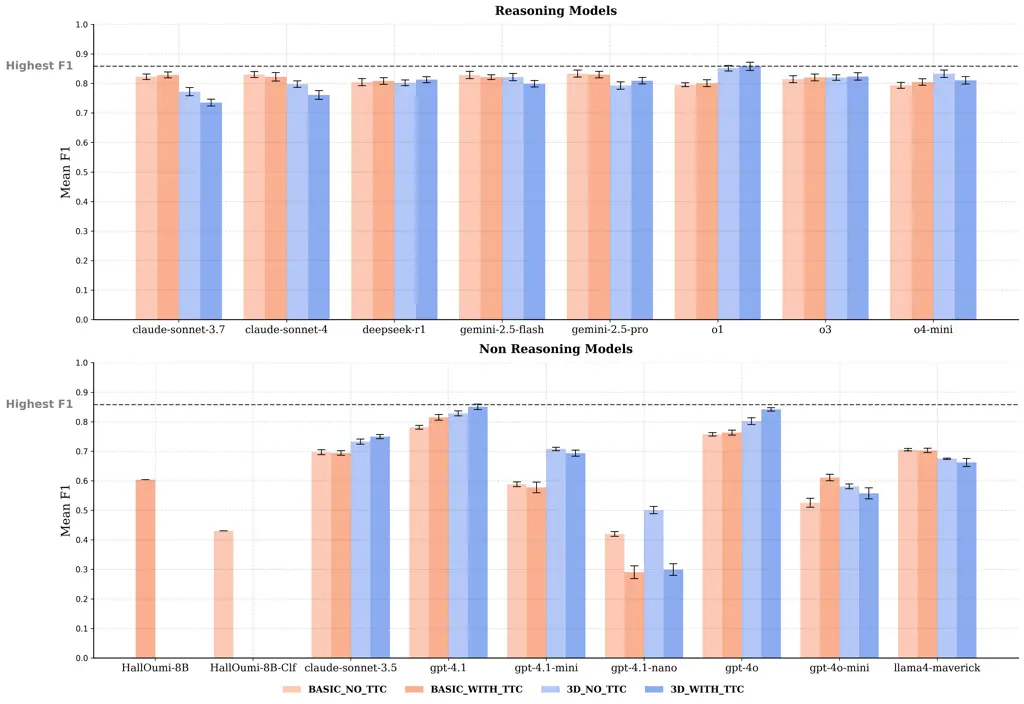 Reasoning Models
1.0
0.9
Highest F1
0.8
0.7
0.6
0.5
0.4
0.3
0.2
0.1
0.0
Mean F1
claude-sonnet-3.7 claude-sonnet-4 deepseek-r1 gemini-2.5-flash gemini-2.5-pro o1 o3 o4-mini
Non Reasoning Models
1.0
0.9
Highest F1
0.8
0.7
0.6
0.5
0.4
0.3
0.2
0.1
0.0
Mean F1
HallOumi-8B HallOumi-8B-Clf claude-sonnet-3.5 gpt-4.1 gpt-4.1-mini gpt-4.1-nano gpt-4o gpt-4o-mini llama4-maverick
BASIC_NO_TTC BASIC_WITH_TTC 3D_NO_TTC 3D_WITH_TTC